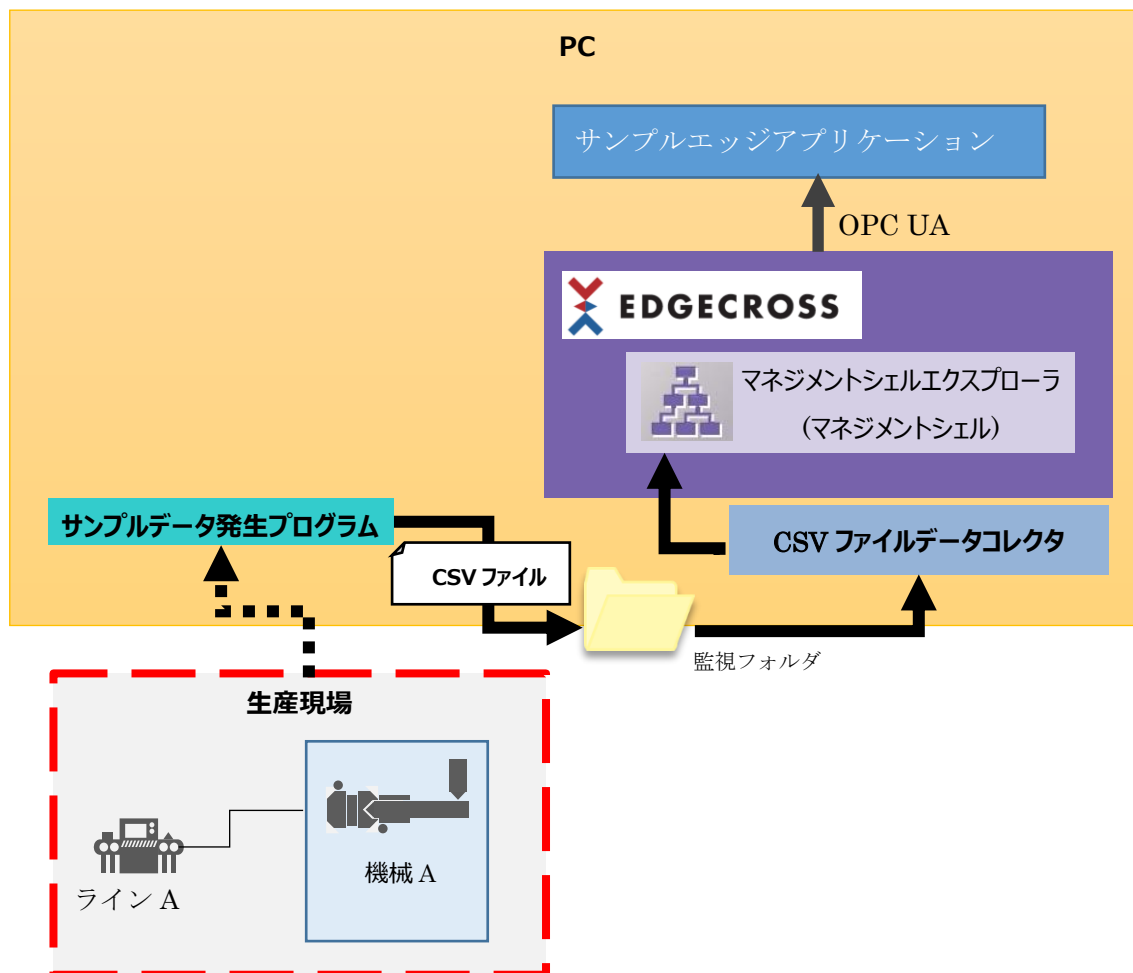 PC
サンプルエッジアプリケーション
OPC UA
EDGECROSS
マネジメントシェルエクスプローラ
(マネジメントシェル)
サンプルデータ発生プログラム
CSV ファイルデータコレクタ
CSV ファイル
監視フォルダ
生産現場
機械 A
ライン A